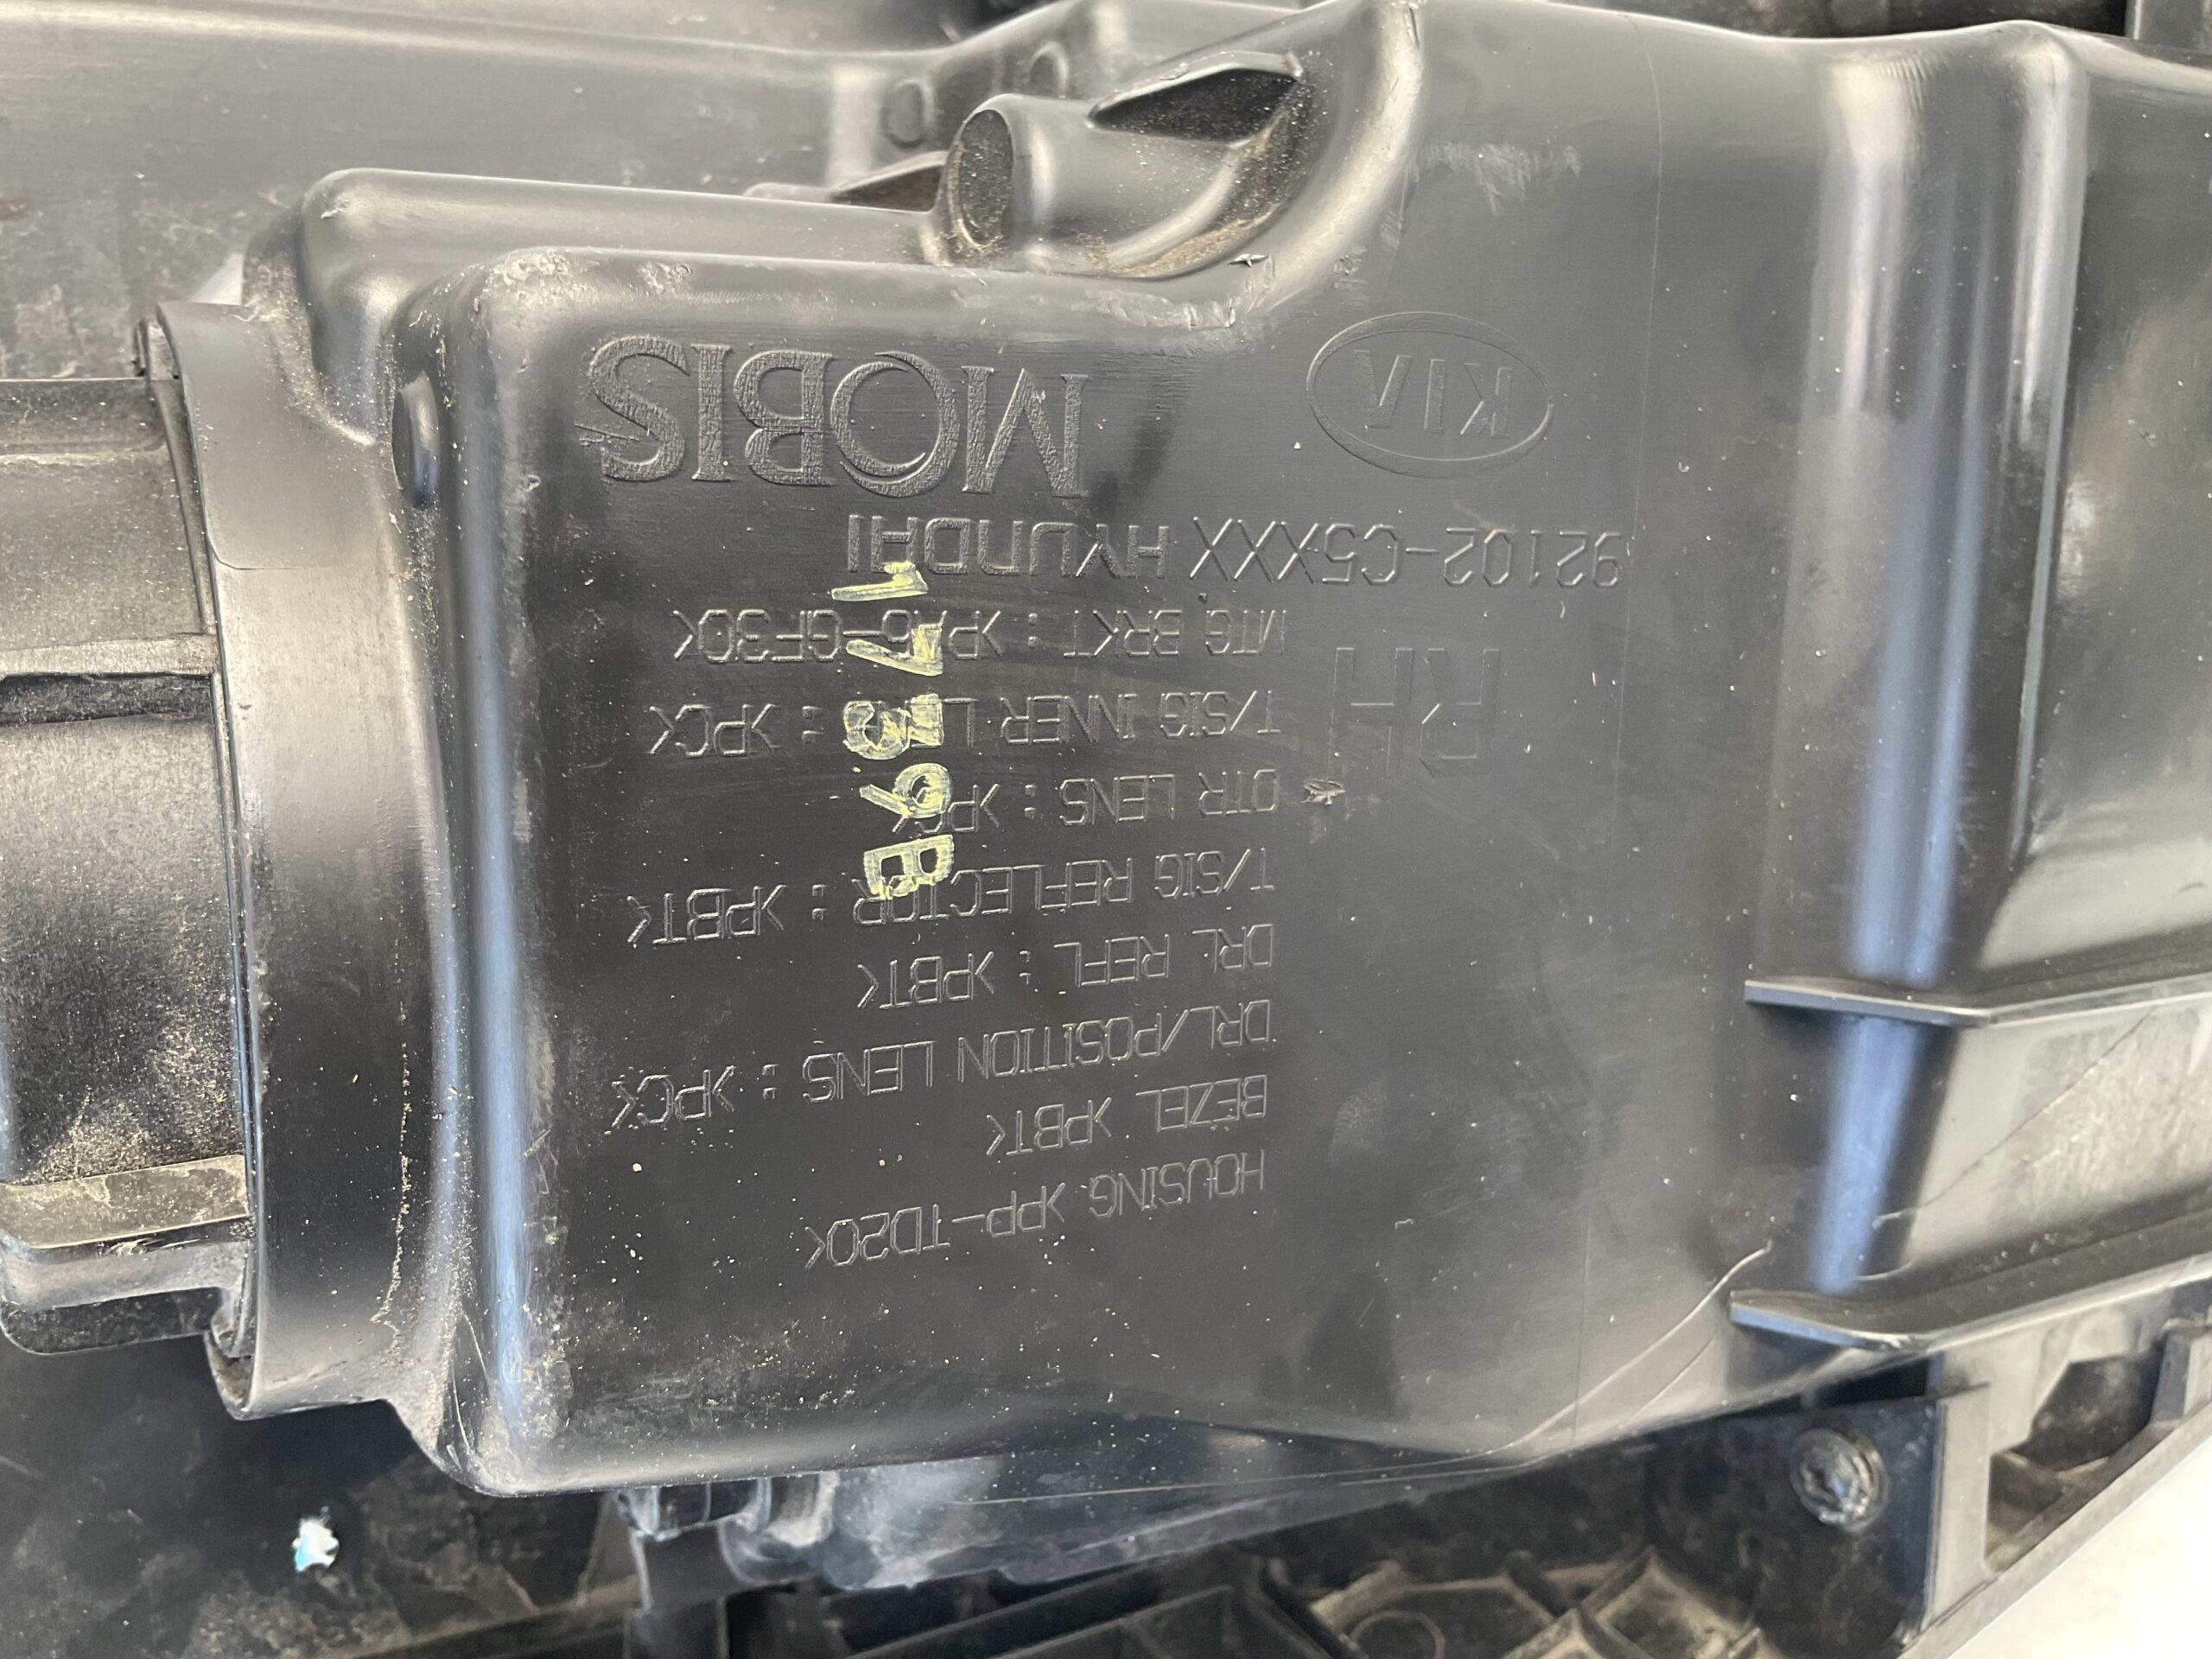 HOUSING >PP-TD20<
BEZEL >PBT<
DRL/POSITION LENS : >PC<
DRL REFL : >PBT<
T/SIG REFLECTOR : >PBT<
OTR LENS : >PC<
T/SIG INNER LENS : >PC<
RH
MTG BRKT : >PA6-GF30<
92102-C5XXX HYUNDAI
KIA
MOBIS